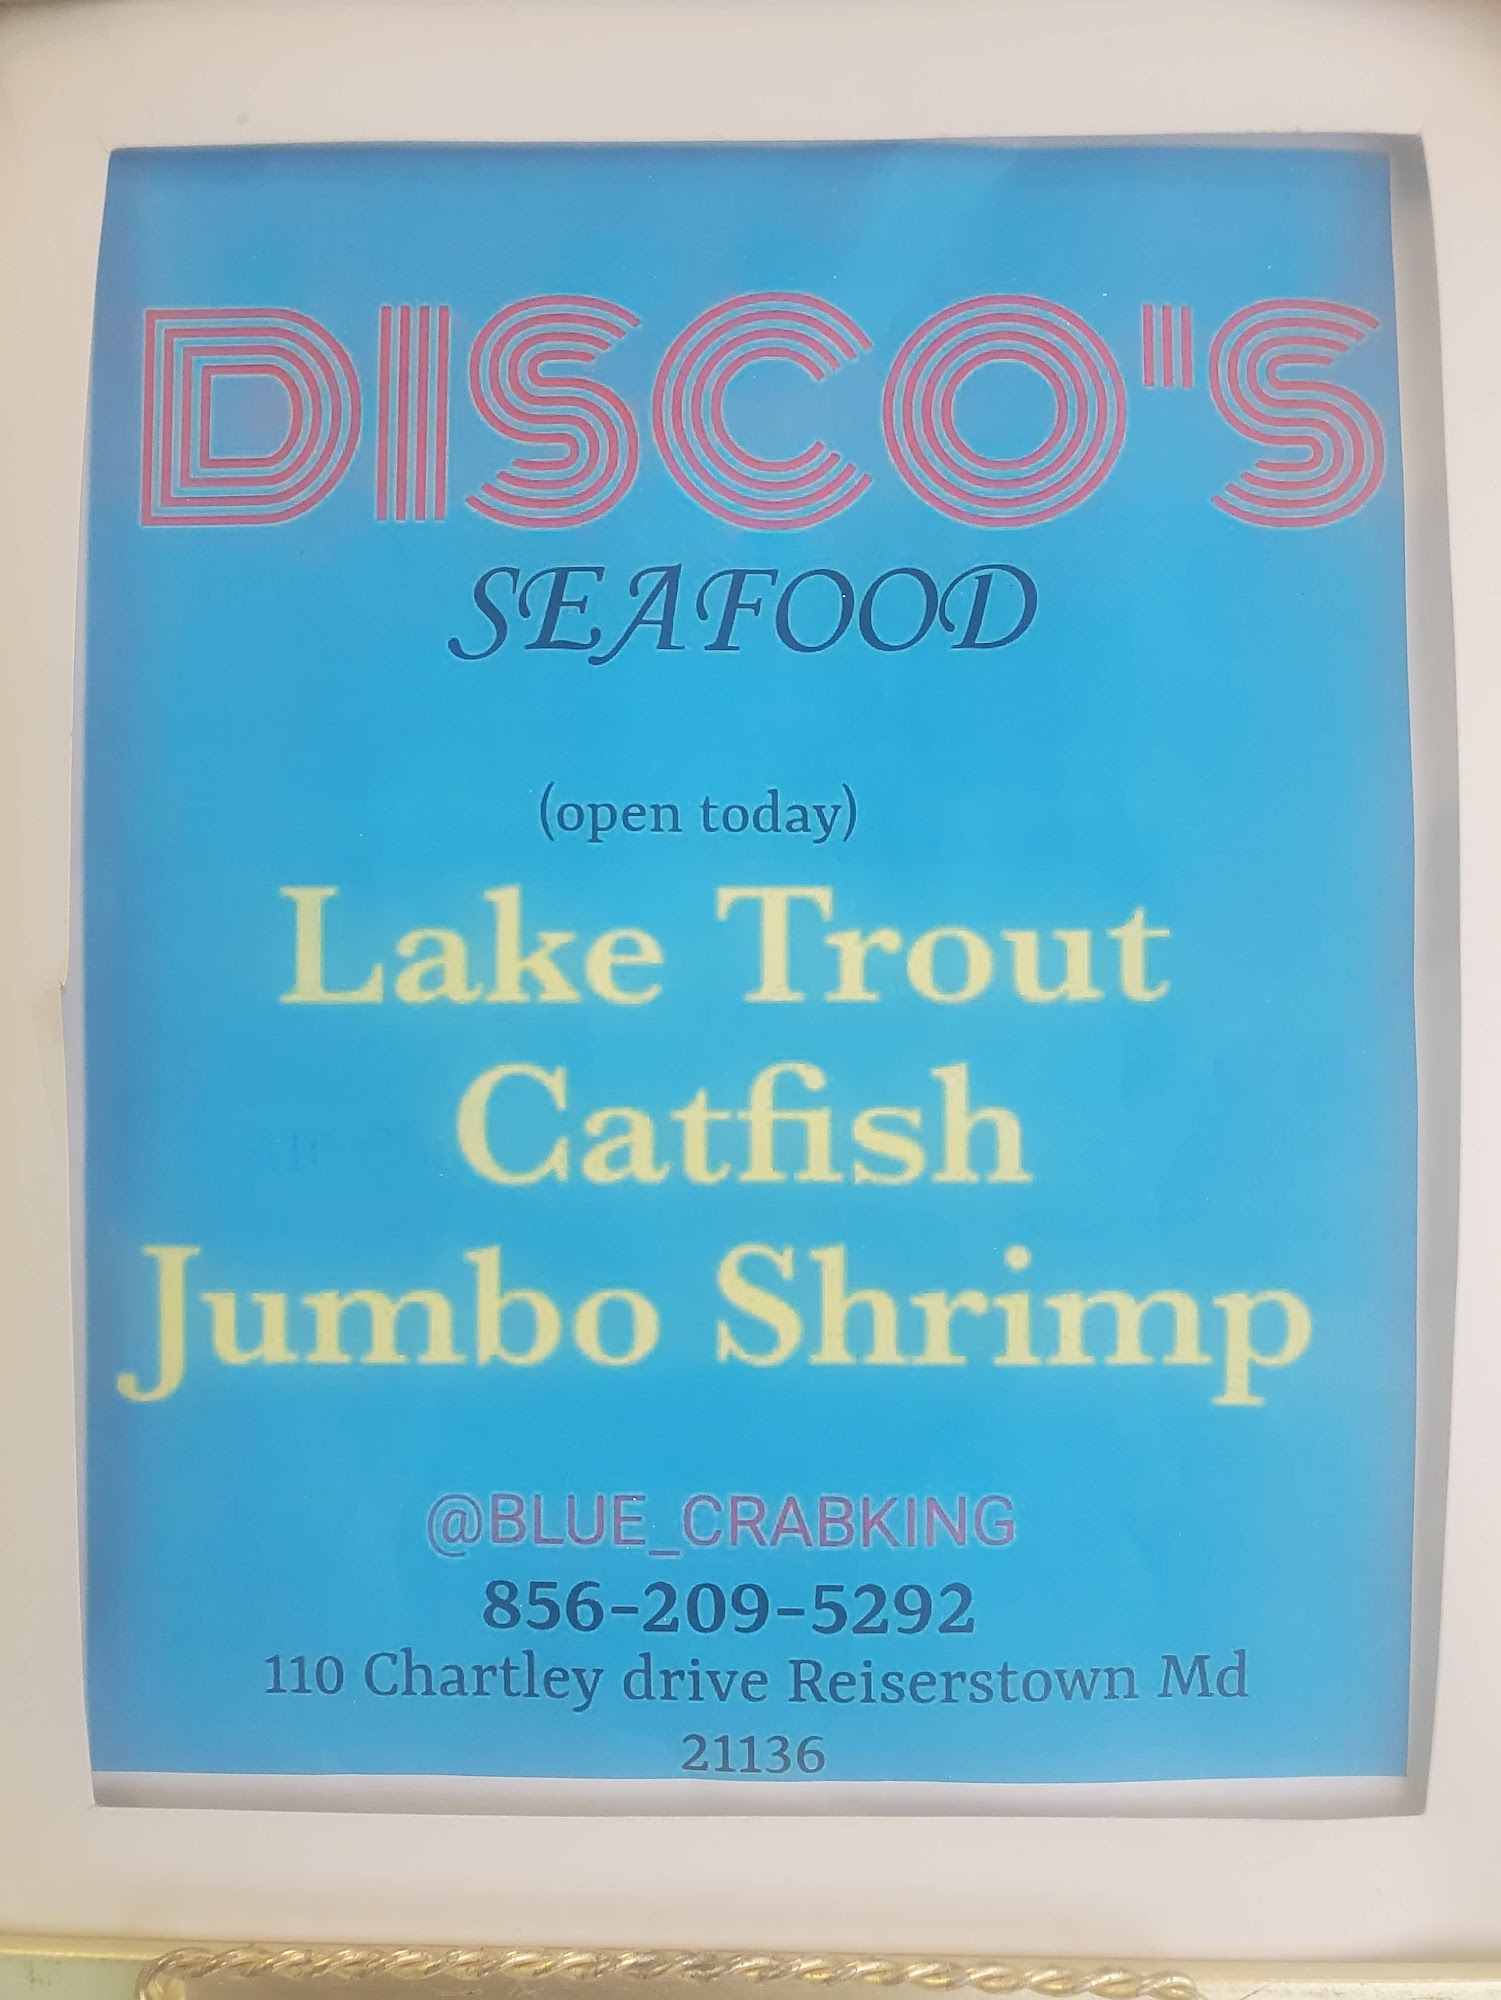 DISCO'S
SEAFOOD
(open today)
Lake Trout
Catfish
Jumbo Shrimp
@BLUE_CRABKING
856-209-5292
110 Chartley drive Reiserstown Md
21136